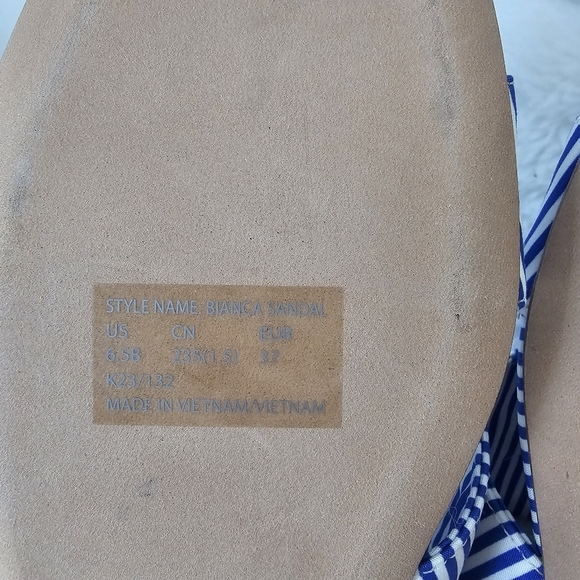 STYLE NAME: BIANCA SANDAL
US CN EUR
6.5B 235(1.5) 37
K23/132
MADE IN VIETNAM/VIETNAM